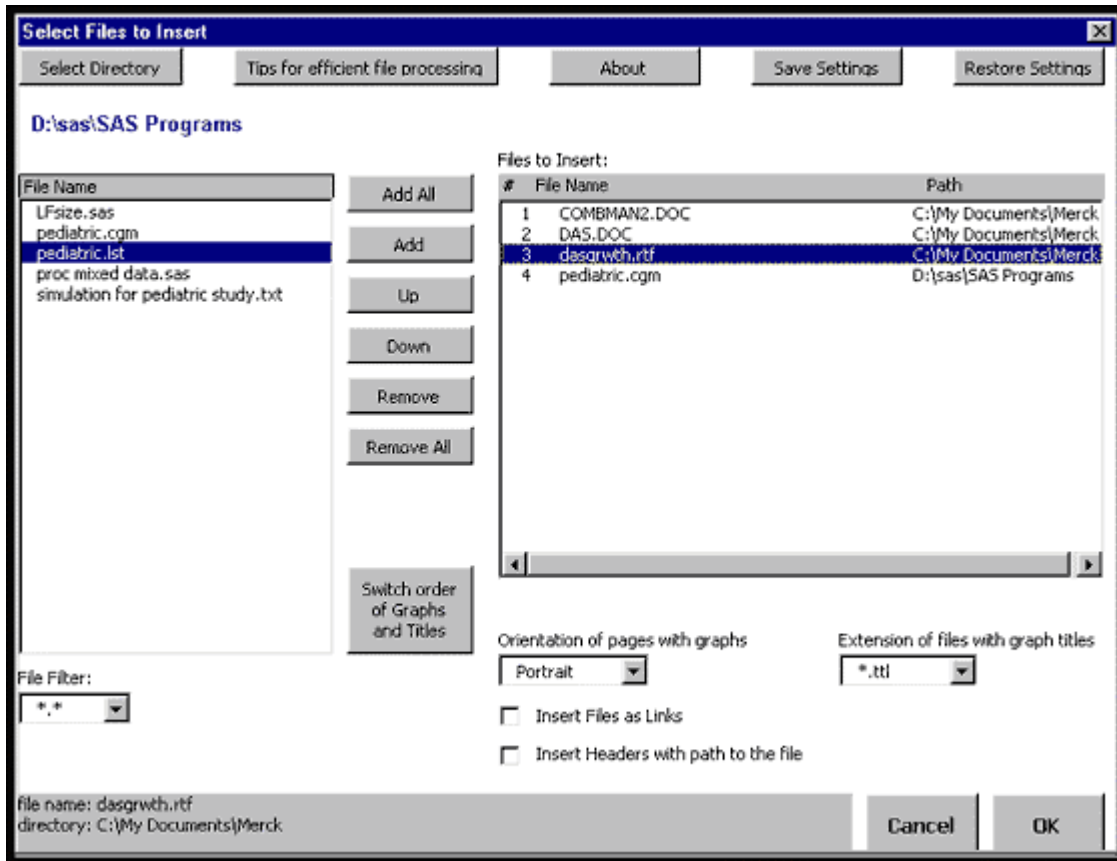 Select Files to Insert
Select Directory
Tips for efficient file processing
About
Save Settings
Restore Settings
D:\sas\SAS Programs
File Name
LFsize.sas
pediatric.cgm
pediatric.lst
proc mixed data.sas
simulation for pediatric study.txt
Add All
Add
Up
Down
Remove
Remove All
Switch order
of Graphs
and Titles
File Filter:
*.*
Files to Insert:
# File Name Path
1 COMBMAN2.DOC C:\My Documents\Merck
2 DAS.DOC C:\My Documents\Merck
3 dasgrwth.rtf C:\My Documents\Merck
4 pediatric.cgm D:\sas\SAS Programs
Orientation of pages with graphs
Portrait
Extension of files with graph titles
*.ttl
Insert Files as Links
Insert Headers with path to the file
file name: dasgrwth.rtf
directory: C:\My Documents\Merck
Cancel
OK